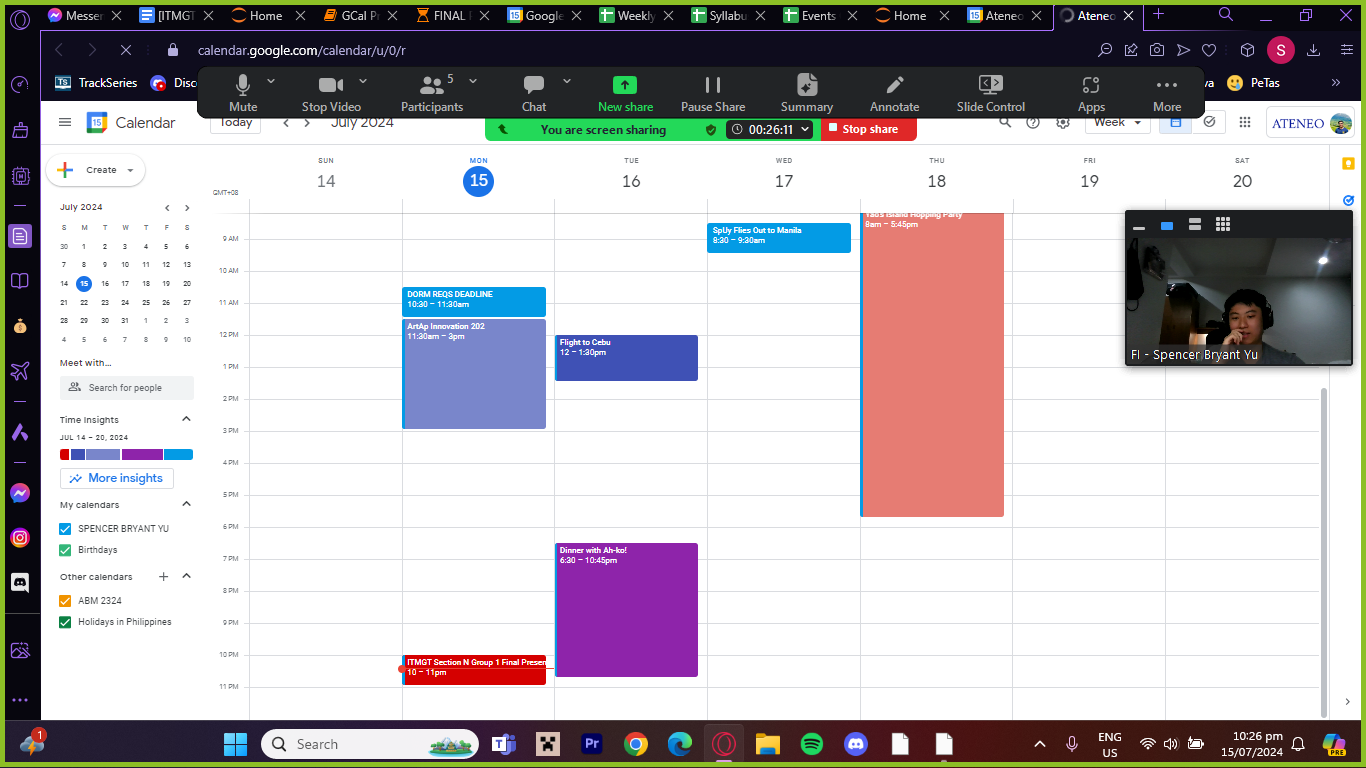 Messer
[ITMGT
Home
GCal Pr
FINAL F
Google
Weekly
Syllabu
Events
Home
Ateneo
Ateneo
calendar.google.com/calendar/u/0/r
S
Ts TrackSeries
Disc
va
PeTas
Mute
Stop Video
Participants
5
Chat
New share
Pause Share
Summary
Annotate
Slide Control
Apps
More
You are screen sharing
00:26:11
Stop share
15
Calendar
Today
July 2024
Week
ATENEO
Create
GMT+08
SUN
14
MON
15
TUE
16
WED
17
THU
18
FRI
19
SAT
20
July 2024
S M T W T F S
30 1 2 3 4 5 6
7 8 9 10 11 12 13
14 15 16 17 18 19 20
21 22 23 24 25 26 27
28 29 30 31 1 2 3
4 5 6 7 8 9 10
Meet with...
Search for people
Time Insights
JUL 14 – 20, 2024
More insights
My calendars
SPENCER BRYANT YU
Birthdays
Other calendars
ABM 2324
Holidays in Philippines
9 AM
10 AM
11 AM
12 PM
1 PM
2 PM
3 PM
4 PM
5 PM
6 PM
7 PM
8 PM
9 PM
10 PM
11 PM
DORM REQS DEADLINE
10:30 – 11:30am
ArtAp Innovation 202
11:30am – 3pm
ITMGT Section N Group 1 Final Presen
10 – 11pm
Flight to Cebu
12 – 1:30pm
Dinner with Ah-ko!
6:30 – 10:45pm
SpUy Flies Out to Manila
8:30 – 9:30am
Island Hopping Party
8am – 5:45pm
FI - Spencer Bryant Yu
1
Search
Pr
ENG
US
10:26 pm
15/07/2024
PRE